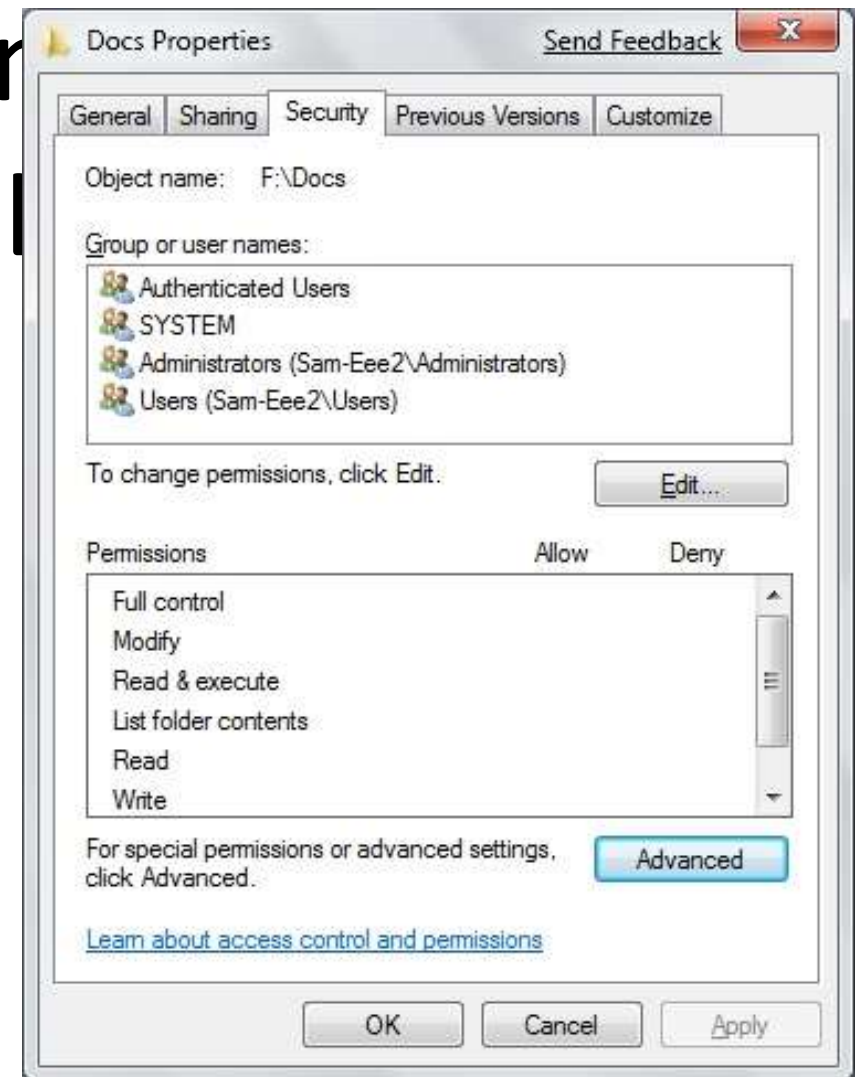 Docs Properties Send Feedback
General Sharing Security Previous Versions Customize
Object name: F:\Docs
Group or user names:
Authenticated Users
SYSTEM
Administrators (Sam-Eee2\Administrators)
Users (Sam-Eee2\Users)
To change permissions, click Edit.
Edit...
Permissions Allow Deny
Full control
Modify
Read & execute
List folder contents
Read
Write
For special permissions or advanced settings,
click Advanced.
Advanced
Learn about access control and permissions
OK Cancel Apply